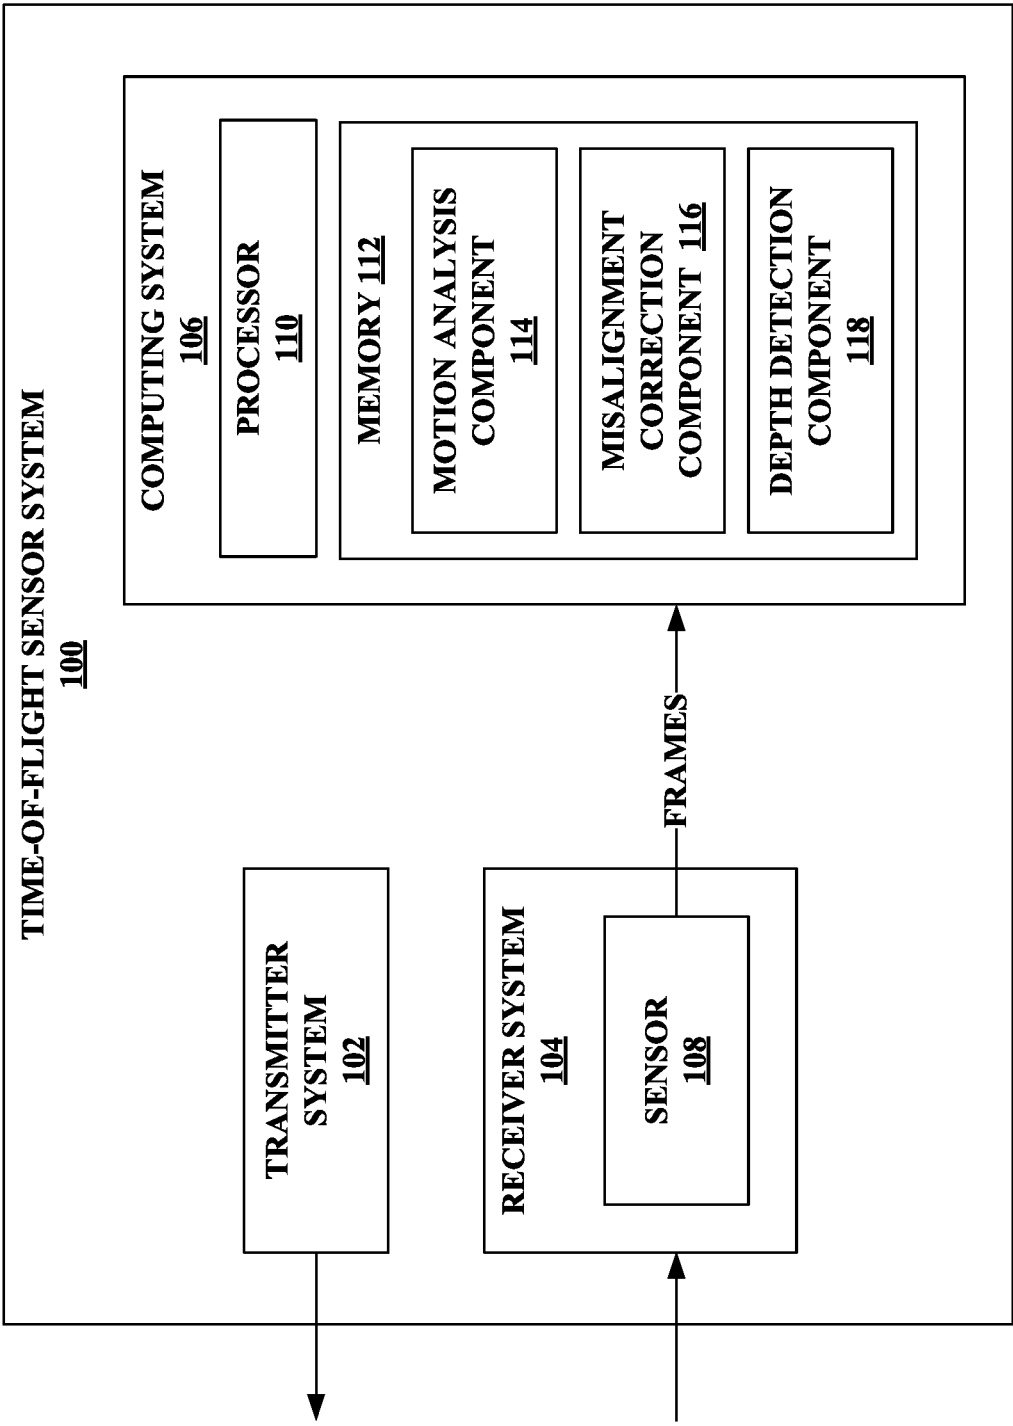 TIME-OF-FLIGHT SENSOR SYSTEM
100
TRANSMITTER
SYSTEM
102
RECEIVER SYSTEM
104
SENSOR
108
FRAMES
COMPUTING SYSTEM
106
PROCESSOR
110
MEMORY 112
MOTION ANALYSIS
COMPONENT
114
MISALIGNMENT
CORRECTION
COMPONENT 116
DEPTH DETECTION
COMPONENT
118